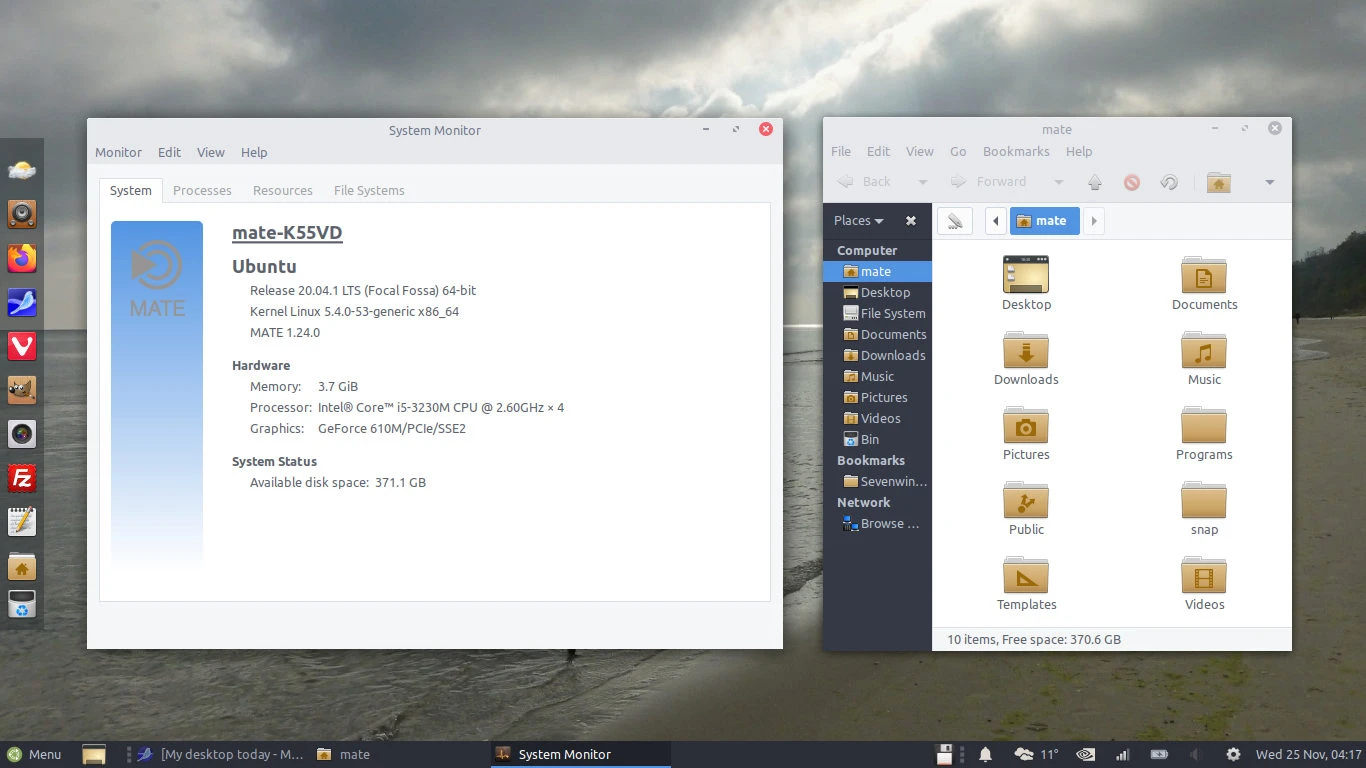 System Monitor
Monitor Edit View Help
System Processes Resources File Systems
MATE
mate-K55VD
Ubuntu
Release 20.04.1 LTS (Focal Fossa) 64-bit
Kernel Linux 5.4.0-53-generic x86_64
MATE 1.24.0
Hardware
Memory: 3.7 GiB
Processor: Intel® Core™ i5-3230M CPU @ 2.60GHz × 4
Graphics: GeForce 610M/PCIe/SSE2
System Status
Available disk space: 371.1 GB
mate
File Edit View Go Bookmarks Help
Back Forward
Places
mate
Computer
mate
Desktop
File System
Documents
Downloads
Music
Pictures
Videos
Bin
Bookmarks
Sevenwin...
Network
Browse ...
Desktop Documents
Downloads Music
Pictures Programs
Public snap
Templates Videos
10 items, Free space: 370.6 GB
Fz
Menu [My desktop today - M... mate System Monitor 11° Wed 25 Nov, 04:17